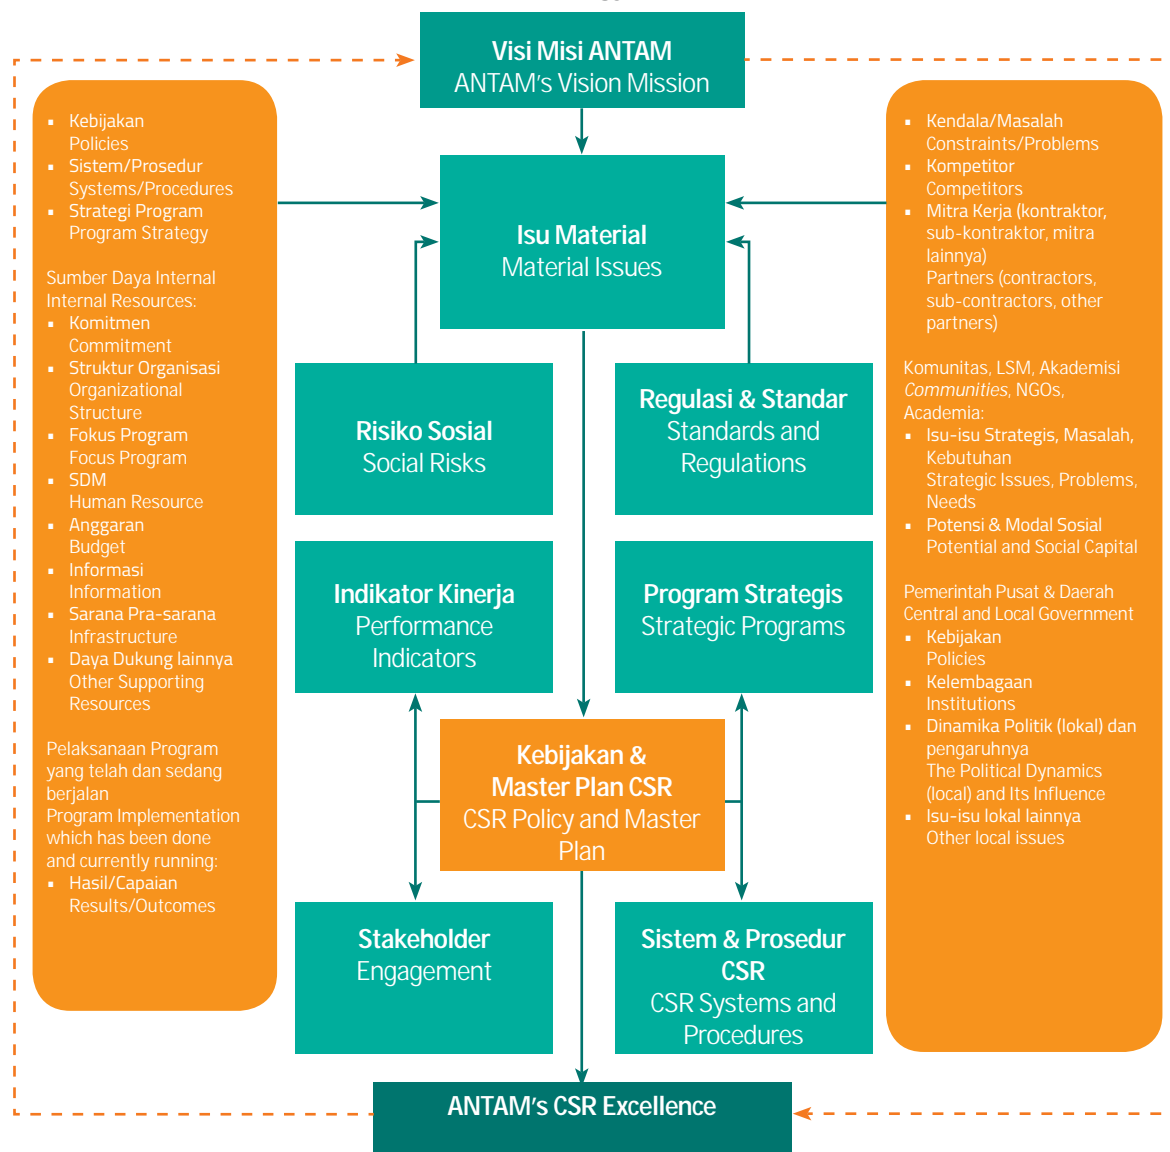 Visi Misi ANTAM
ANTAM's Vision Mission
▪ Kebijakan
Policies
▪ Sistem/Prosedur
Systems/Procedures
▪ Strategi Program
Program Strategy
Sumber Daya Internal
Internal Resources:
▪ Komitmen
Commitment
▪ Struktur Organisasi
Organizational
Structure
▪ Fokus Program
Focus Program
▪ SDM
Human Resource
▪ Anggaran
Budget
▪ Informasi
Information
▪ Sarana Pra-sarana
Infrastructure
▪ Daya Dukung lainnya
Other Supporting
Resources
Pelaksanaan Program
yang telah dan sedang
berjalan
Program Implementation
which has been done
and currently running:
▪ Hasil/Capaian
Results/Outcomes
Isu Material
Material Issues
Risiko Sosial
Social Risks
Regulasi & Standar
Standards and
Regulations
Indikator Kinerja
Performance
Indicators
Program Strategis
Strategic Programs
Kebijakan &
Master Plan CSR
CSR Policy and Master
Plan
Stakeholder
Engagement
Sistem & Prosedur
CSR
CSR Systems and
Procedures
ANTAM's CSR Excellence
▪ Kendala/Masalah
Constraints/Problems
▪ Kompetitor
Competitors
▪ Mitra Kerja (kontraktor,
sub-kontraktor, mitra
lainnya)
Partners (contractors,
sub-contractors, other
partners)
Komunitas, LSM, Akademisi
Communities, NGOs,
Academia:
▪ Isu-isu Strategis, Masalah,
Kebutuhan
Strategic Issues, Problems,
Needs
▪ Potensi & Modal Sosial
Potential and Social Capital
Pemerintah Pusat & Daerah
Central and Local Government
▪ Kebijakan
Policies
▪ Kelembagaan
Institutions
▪ Dinamika Politik (lokal) dan
pengaruhnya
The Political Dynamics
(local) and Its Influence
▪ Isu-isu lokal lainnya
Other local issues